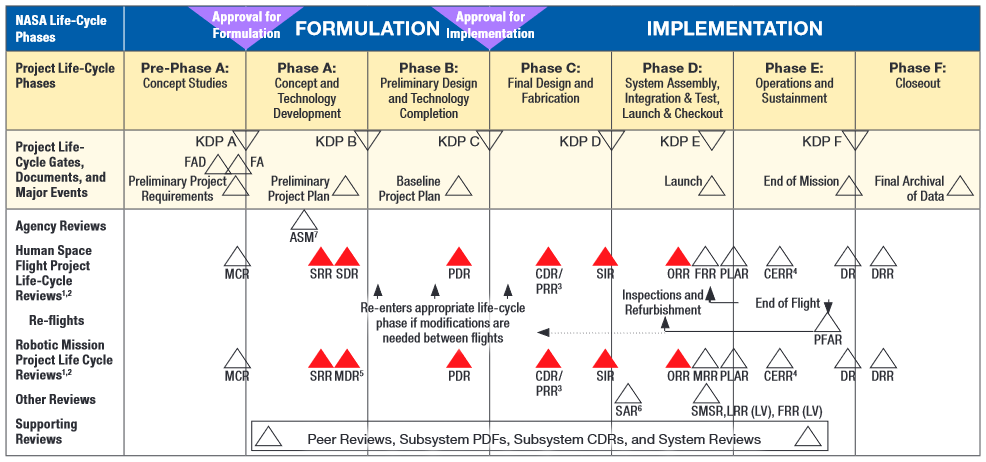 NASA Life-Cycle
Phases
Approval for
Formulation
FORMULATION
Approval for
Implementation
IMPLEMENTATION
Project Life-Cycle
Phases
Pre-Phase A:
Concept Studies
Phase A:
Concept and
Technology
Development
Phase B:
Preliminary Design
and Technology
Completion
Phase C:
Final Design and
Fabrication
Phase D:
System Assembly,
Integration & Test,
Launch & Checkout
Phase E:
Operations and
Sustainment
Phase F:
Closeout
Project Life-
Cycle Gates,
Documents, and
Major Events
KDP A
KDP B
KDP C
KDP D
KDP E
KDP F
FAD
FA
Preliminary Project
Requirements
Preliminary
Project Plan
Baseline
Project Plan
Launch
End of Mission
Final Archival
of Data
Agency Reviews
ASM⁷
Human Space
Flight Project
Life-Cycle
Reviews¹,²
MCR
SRR
SDR
PDR
CDR/
PRR³
SIR
ORR
FRR
PLAR
CERR⁴
DR
DRR
Re-enters appropriate life-cycle
phase if modifications are
needed between flights
Inspections and
Refurbishment
End of Flight
Re-flights
PFAR
Robotic Mission
Project Life Cycle
Reviews¹,²
MCR
SRR
MDR⁵
PDR
CDR/
PRR³
SIR
ORR
MRR
PLAR
CERR⁴
DR
DRR
Other Reviews
SAR⁶
SMSR,LRR (LV), FRR (LV)
Supporting
Reviews
Peer Reviews, Subsystem PDFs, Subsystem CDRs, and System Reviews